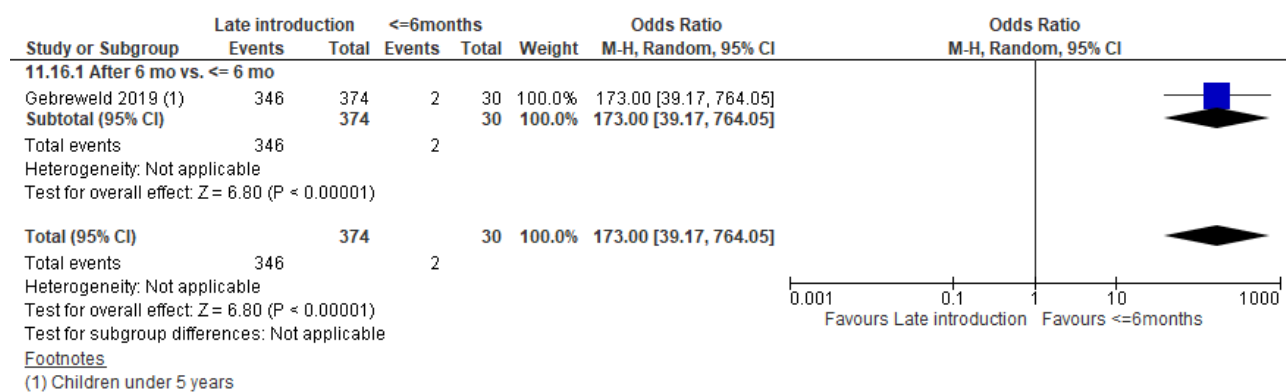 Late introduction <=6months Odds Ratio Odds Ratio
Study or Subgroup Events Total Events Total Weight M-H, Random, 95% CI M-H, Random, 95% CI
11.16.1 After 6 mo vs. <= 6 mo
Gebreweld 2019 (1) 346 374 2 30 100.0% 173.00 [39.17, 764.05]
Subtotal (95% CI) 374 30 100.0% 173.00 [39.17, 764.05]
Total events 346 2
Heterogeneity: Not applicable
Test for overall effect: Z = 6.80 (P < 0.00001)
Total (95% CI) 374 30 100.0% 173.00 [39.17, 764.05]
Total events 346 2
Heterogeneity: Not applicable
Test for overall effect: Z = 6.80 (P < 0.00001)
Test for subgroup differences: Not applicable
0.001 0.1 1 10 1000
Favours Late introduction Favours <=6months
Footnotes
(1) Children under 5 years